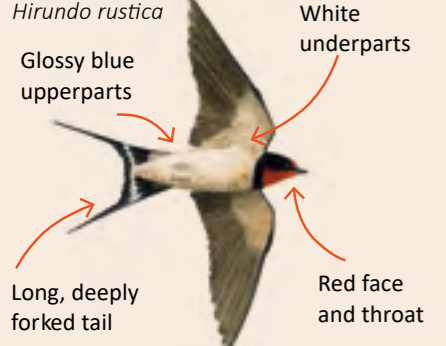 Hirundo rustica
White
underparts
Glossy blue
upperparts
Long, deeply
forked tail
Red face
and throat